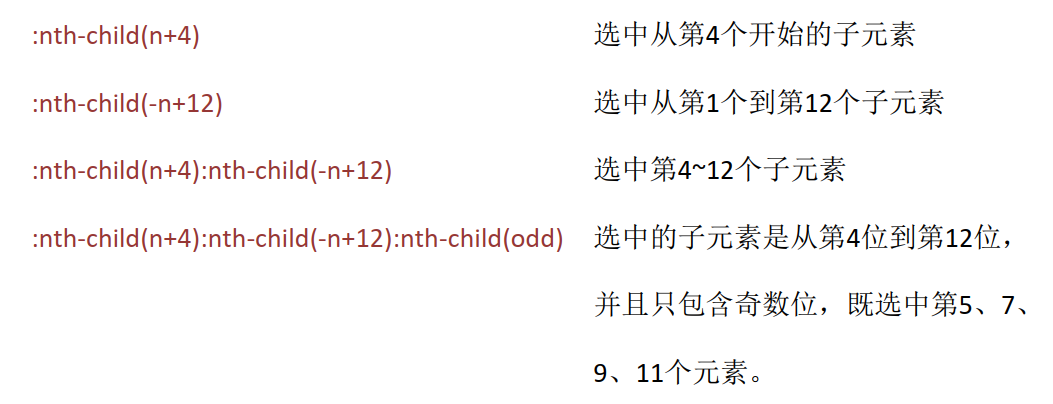 :nth-child(n+4) 选中从第4个开始的子元素
:nth-child(-n+12) 选中从第1个到第12个子元素
:nth-child(n+4):nth-child(-n+12) 选中第4~12个子元素
:nth-child(n+4):nth-child(-n+12):nth-child(odd) 选中的子元素是从第4位到第12位，
并且只包含奇数位，既选中第5、7、
9、11个元素。